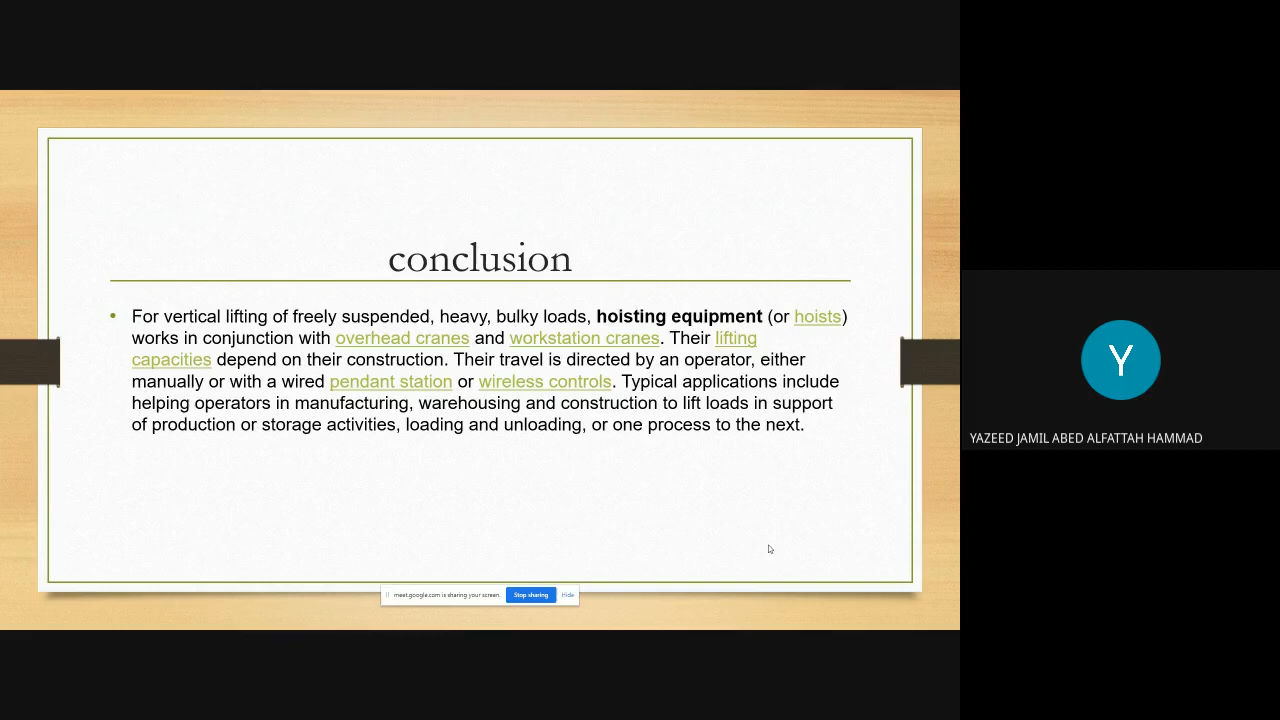 conclusion
• For vertical lifting of freely suspended, heavy, bulky loads, hoisting equipment (or hoists)
works in conjunction with overhead cranes and workstation cranes. Their lifting
capacities depend on their construction. Their travel is directed by an operator, either
manually or with a wired pendant station or wireless controls. Typical applications include
helping operators in manufacturing, warehousing and construction to lift loads in support
of production or storage activities, loading and unloading, or one process to the next.
meet.google.com is sharing your screen. Stop sharing Hide
Y
YAZEED JAMIL ABED ALFATTAH HAMMAD